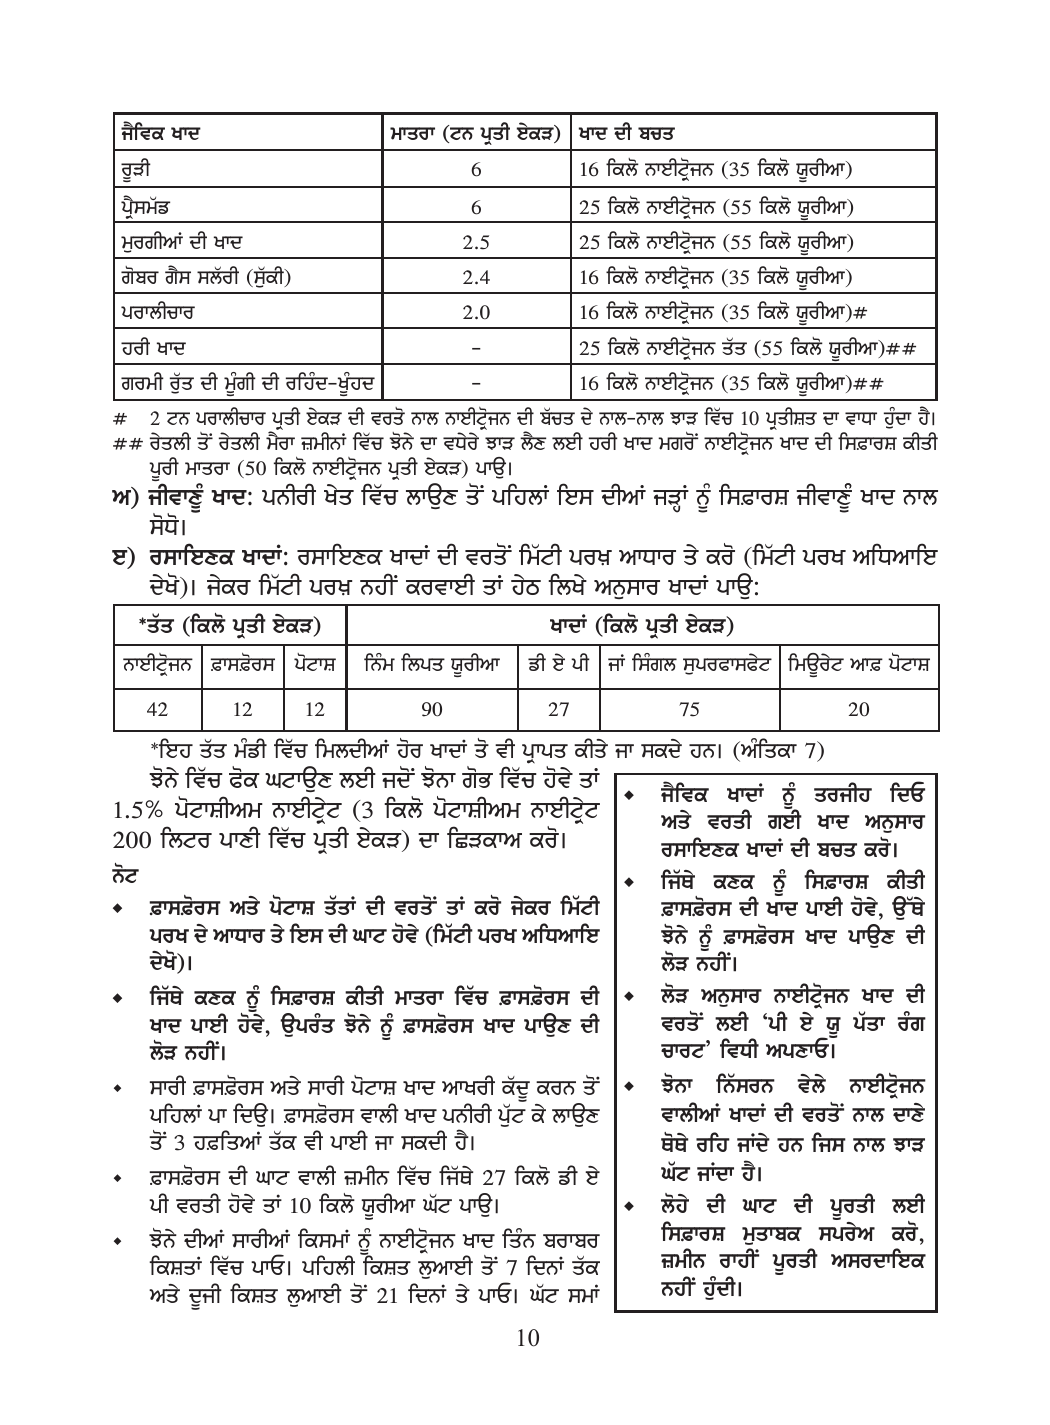 ਜੈਵਿਕ ਖਾਦ ਮਾਤਰਾ (ਟਨ ਪ੍ਰਤੀ ਏਕੜ) ਖਾਦ ਦੀ ਬਚਤ
ਰੂੜੀ 6 16 ਕਿਲੋ ਨਾਈਟ੍ਰੋਜਨ (35 ਕਿਲੋ ਯੂਰੀਆ)
ਪ੍ਰੈਸਮੱਡ 6 25 ਕਿਲੋ ਨਾਈਟ੍ਰੋਜਨ (55 ਕਿਲੋ ਯੂਰੀਆ)
ਮੁਰਗੀਆਂ ਦੀ ਖਾਦ 2.5 25 ਕਿਲੋ ਨਾਈਟ੍ਰੋਜਨ (55 ਕਿਲੋ ਯੂਰੀਆ)
ਗੋਬਰ ਗੈਸ ਸਲੱਰੀ (ਸੁੱਕੀ) 2.4 16 ਕਿਲੋ ਨਾਈਟ੍ਰੋਜਨ (35 ਕਿਲੋ ਯੂਰੀਆ)
ਪਰਾਲੀਚਾਰ 2.0 16 ਕਿਲੋ ਨਾਈਟ੍ਰੋਜਨ (35 ਕਿਲੋ ਯੂਰੀਆ)#
ਹਰੀ ਖਾਦ - 25 ਕਿਲੋ ਨਾਈਟ੍ਰੋਜਨ ਤੱਤ (55 ਕਿਲੋ ਯੂਰੀਆ)##
ਗਰਮੀ ਰੁੱਤ ਦੀ ਮੂੰਗੀ ਦੀ ਰਹਿੰਦ-ਖੂੰਹਦ - 16 ਕਿਲੋ ਨਾਈਟ੍ਰੋਜਨ (35 ਕਿਲੋ ਯੂਰੀਆ)##
# 2 ਟਨ ਪਰਾਲੀਚਾਰ ਪ੍ਰਤੀ ਏਕੜ ਦੀ ਵਰਤੋ ਨਾਲ ਨਾਈਟ੍ਰੋਜਨ ਦੀ ਬੱਚਤ ਦੇ ਨਾਲ-ਨਾਲ ਝਾੜ ਵਿੱਚ 10 ਪ੍ਰਤੀਸ਼ਤ ਦਾ ਵਾਧਾ ਹੁੰਦਾ ਹੈ।
## ਰੇਤਲੀ ਤੋਂ ਰੇਤਲੀ ਮੈਰਾ ਜ਼ਮੀਨਾਂ ਵਿੱਚ ਝੋਨੇ ਦਾ ਵਧੇਰੇ ਝਾੜ ਲੈਣ ਲਈ ਹਰੀ ਖਾਦ ਮਗਰੋਂ ਨਾਈਟ੍ਰੋਜਨ ਖਾਦ ਦੀ ਸਿਫ਼ਾਰਸ਼ ਕੀਤੀ
ਪੂਰੀ ਮਾਤਰਾ (50 ਕਿਲੋ ਨਾਈਟ੍ਰੋਜਨ ਪ੍ਰਤੀ ਏਕੜ) ਪਾਉ।
ਅ) ਜੀਵਾਣੂੰ ਖਾਦ: ਪਨੀਰੀ ਖੇਤ ਵਿੱਚ ਲਾਉਣ ਤੋਂ ਪਹਿਲਾਂ ਇਸ ਦੀਆਂ ਜੜ੍ਹਾਂ ਨੂੰ ਸਿਫ਼ਾਰਸ਼ ਜੀਵਾਣੂੰ ਖਾਦ ਨਾਲ
ਸੋਧੋ।
ੲ) ਰਸਾਇਣਕ ਖਾਦਾਂ: ਰਸਾਇਣਕ ਖਾਦਾਂ ਦੀ ਵਰਤੋਂ ਮਿੱਟੀ ਪਰਖ਼ ਆਧਾਰ ਤੇ ਕਰੋ (ਮਿੱਟੀ ਪਰਖ ਅਧਿਆਇ
ਦੇਖੋ)। ਜੇਕਰ ਮਿੱਟੀ ਪਰਖ਼ ਨਹੀਂ ਕਰਵਾਈ ਤਾਂ ਹੇਠ ਲਿਖੇ ਅਨੁਸਾਰ ਖਾਦਾਂ ਪਾਉ:
*ਤੱਤ (ਕਿਲੋ ਪ੍ਰਤੀ ਏਕੜ) ਖਾਦਾਂ (ਕਿਲੋ ਪ੍ਰਤੀ ਏਕੜ)
ਨਾਈਟ੍ਰੋਜਨ ਫ਼ਾਸਫ਼ੋਰਸ ਪੋਟਾਸ਼ ਨਿੰਮ ਲਿਪਤ ਯੂਰੀਆ ਡੀ ਏ ਪੀ ਜਾਂ ਸਿੰਗਲ ਸੁਪਰਫਾਸਫੇਟ ਮਿਊਰੇਟ ਆਫ਼ ਪੋਟਾਸ਼
42 12 12 90 27 75 20
*ਇਹ ਤੱਤ ਮੰਡੀ ਵਿੱਚ ਮਿਲਦੀਆਂ ਹੋਰ ਖਾਦਾਂ ਤੋ ਵੀ ਪ੍ਰਾਪਤ ਕੀਤੇ ਜਾ ਸਕਦੇ ਹਨ। (ਅੰਤਿਕਾ 7)
ਝੋਨੇ ਵਿੱਚ ਫੋਕ ਘਟਾਉਣ ਲਈ ਜਦੋਂ ਝੋਨਾ ਗੋਭ ਵਿੱਚ ਹੋਵੇ ਤਾਂ
1.5% ਪੋਟਾਸ਼ੀਅਮ ਨਾਈਟ੍ਰੇਟ (3 ਕਿਲੋ ਪੋਟਾਸ਼ੀਅਮ ਨਾਈਟ੍ਰੇਟ
200 ਲਿਟਰ ਪਾਣੀ ਵਿੱਚ ਪ੍ਰਤੀ ਏਕੜ) ਦਾ ਛਿੜਕਾਅ ਕਰੋ।
ਨੋਟ
◆ ਫ਼ਾਸਫ਼ੋਰਸ ਅਤੇ ਪੋਟਾਸ਼ ਤੱਤਾਂ ਦੀ ਵਰਤੋਂ ਤਾਂ ਕਰੋ ਜੇਕਰ ਮਿੱਟੀ
ਪਰਖ ਦੇ ਆਧਾਰ ਤੇ ਇਸ ਦੀ ਘਾਟ ਹੋਵੇ (ਮਿੱਟੀ ਪਰਖ ਅਧਿਆਇ
ਦੇਖੋ)।
◆ ਜਿੱਥੇ ਕਣਕ ਨੂੰ ਸਿਫ਼ਾਰਸ਼ ਕੀਤੀ ਮਾਤਰਾ ਵਿੱਚ ਫ਼ਾਸਫ਼ੋਰਸ ਦੀ
ਖਾਦ ਪਾਈ ਹੋਵੇ, ਉਪਰੰਤ ਝੋਨੇ ਨੂੰ ਫ਼ਾਸਫ਼ੋਰਸ ਖਾਦ ਪਾਉਣ ਦੀ
ਲੋੜ ਨਹੀਂ।
◆ ਸਾਰੀ ਫ਼ਾਸਫ਼ੋਰਸ ਅਤੇ ਸਾਰੀ ਪੋਟਾਸ਼ ਖਾਦ ਆਖਰੀ ਕੱਦੂ ਕਰਨ ਤੋਂ
ਪਹਿਲਾਂ ਪਾ ਦਿਉ। ਫ਼ਾਸਫ਼ੋਰਸ ਵਾਲੀ ਖਾਦ ਪਨੀਰੀ ਪੁੱਟ ਕੇ ਲਾਉਣ
ਤੋਂ 3 ਹਫ਼ਤਿਆਂ ਤੱਕ ਵੀ ਪਾਈ ਜਾ ਸਕਦੀ ਹੈ।
◆ ਫ਼ਾਸਫ਼ੋਰਸ ਦੀ ਘਾਟ ਵਾਲੀ ਜ਼ਮੀਨ ਵਿੱਚ ਜਿੱਥੇ 27 ਕਿਲੋ ਡੀ ਏ
ਪੀ ਵਰਤੀ ਹੋਵੇ ਤਾਂ 10 ਕਿਲੋ ਯੂਰੀਆ ਘੱਟ ਪਾਉ।
◆ ਝੋਨੇ ਦੀਆਂ ਸਾਰੀਆਂ ਕਿਸਮਾਂ ਨੂੰ ਨਾਈਟ੍ਰੋਜਨ ਖਾਦ ਤਿੰਨ ਬਰਾਬਰ
ਕਿਸ਼ਤਾਂ ਵਿੱਚ ਪਾਓ। ਪਹਿਲੀ ਕਿਸ਼ਤ ਲੁਆਈ ਤੋਂ 7 ਦਿਨਾਂ ਤੱਕ
ਅਤੇ ਦੂਜੀ ਕਿਸ਼ਤ ਲੁਆਈ ਤੋਂ 21 ਦਿਨਾਂ ਤੇ ਪਾਓ। ਘੱਟ ਸਮਾਂ
◆ ਜੈਵਿਕ ਖਾਦਾਂ ਨੂੰ ਤਰਜੀਹ ਦਿਓ
ਅਤੇ ਵਰਤੀ ਗਈ ਖਾਦ ਅਨੁਸਾਰ
ਰਸਾਇਣਕ ਖਾਦਾਂ ਦੀ ਬਚਤ ਕਰੋ।
◆ ਜਿੱਥੇ ਕਣਕ ਨੂੰ ਸਿਫ਼ਾਰਸ਼ ਕੀਤੀ
ਫ਼ਾਸਫ਼ੋਰਸ ਦੀ ਖਾਦ ਪਾਈ ਹੋਵੇ, ਉੱਥੇ
ਝੋਨੇ ਨੂੰ ਫ਼ਾਸਫ਼ੋਰਸ ਖਾਦ ਪਾਉਣ ਦੀ
ਲੋੜ ਨਹੀਂ।
◆ ਲੋੜ ਅਨੁਸਾਰ ਨਾਈਟ੍ਰੋਜਨ ਖਾਦ ਦੀ
ਵਰਤੋਂ ਲਈ ‘ਪੀ ਏ ਯੂ ਪੱਤਾ ਰੰਗ
ਚਾਰਟ’ ਵਿਧੀ ਅਪਣਾਓ।
◆ ਝੋਨਾ ਨਿੱਸਰਨ ਵੇਲੇ ਨਾਈਟ੍ਰੋਜਨ
ਵਾਲੀਆਂ ਖਾਦਾਂ ਦੀ ਵਰਤੋਂ ਨਾਲ ਦਾਣੇ
ਥੋਥੇ ਰਹਿ ਜਾਂਦੇ ਹਨ ਜਿਸ ਨਾਲ ਝਾੜ
ਘੱਟ ਜਾਂਦਾ ਹੈ।
◆ ਲੋਹੇ ਦੀ ਘਾਟ ਦੀ ਪੂਰਤੀ ਲਈ
ਸਿਫ਼ਾਰਸ਼ ਮੁਤਾਬਕ ਸਪਰੇਅ ਕਰੋ,
ਜ਼ਮੀਨ ਰਾਹੀਂ ਪੂਰਤੀ ਅਸਰਦਾਇਕ
ਨਹੀਂ ਹੁੰਦੀ।
10